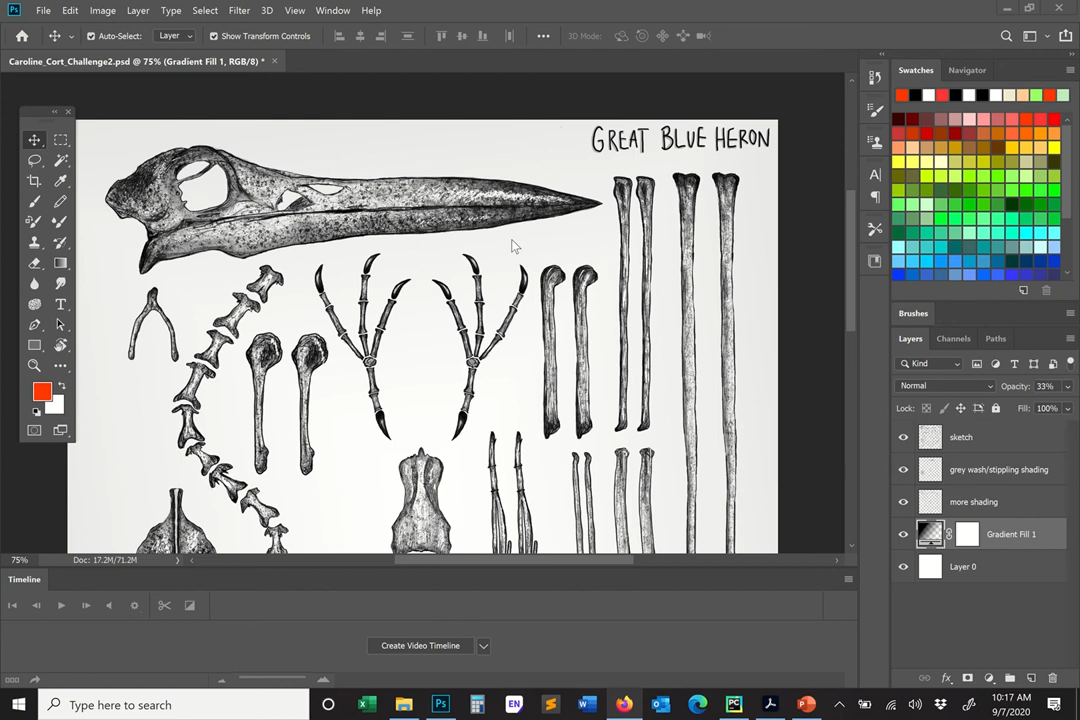 Ps File Edit Image Layer Type Select Filter 3D View Window Help
Auto-Select: Layer Show Transform Controls 3D Mode:
Caroline_Cort_Challenge2.psd @ 75% (Gradient Fill 1, RGB/8) *
Swatches Navigator
GREAT BLUE HERON
Brushes
Layers Channels Paths
Kind
Normal Opacity: 33%
Lock: Fill: 100%
sketch
grey wash/stippling shading
more shading
Gradient Fill 1
Layer 0
75% Doc: 17.2M/71.2M
Timeline
Create Video Timeline
Type here to search
EN
10:17 AM
9/7/2020